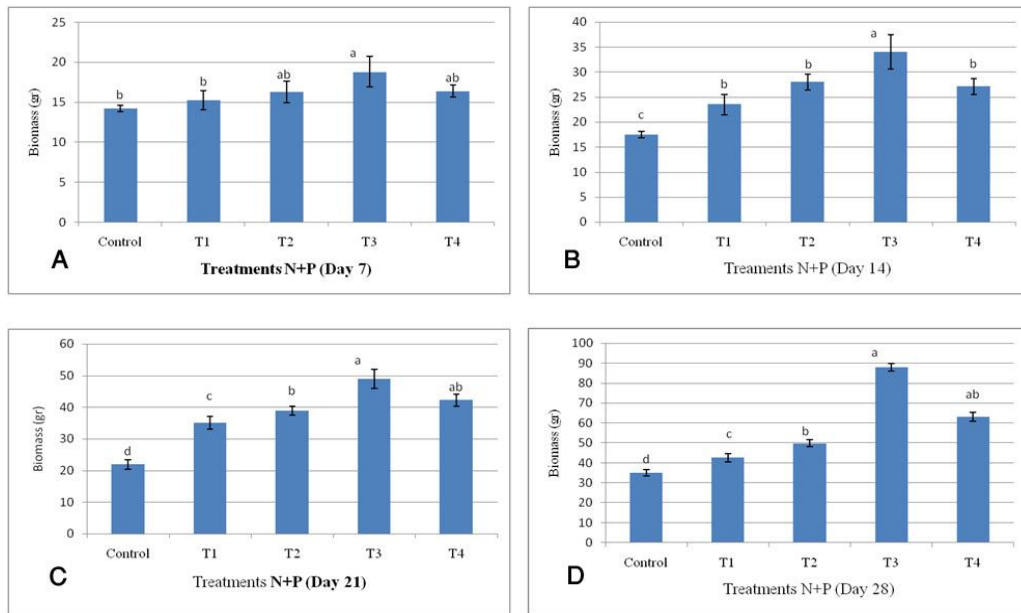 25
20
15
10
5
0
Biomass (gr)
b
b
ab
a
ab
Control
T1
T2
T3
T4
A
Treatments N+P (Day 7)
40
35
30
25
20
15
10
5
0
Biomass (gr)
c
b
b
a
b
Control
T1
T2
T3
T4
B
Treaments N+P (Day 14)
60
50
40
30
20
10
0
Biomass (gr)
d
c
b
a
ab
Control
T1
T2
T3
T4
C
Treatments N+P (Day 21)
100
90
80
70
60
50
40
30
20
10
0
Biomass (gr)
d
c
b
a
ab
Control
T1
T2
T3
T4
D
Treatments N+P (Day 28)